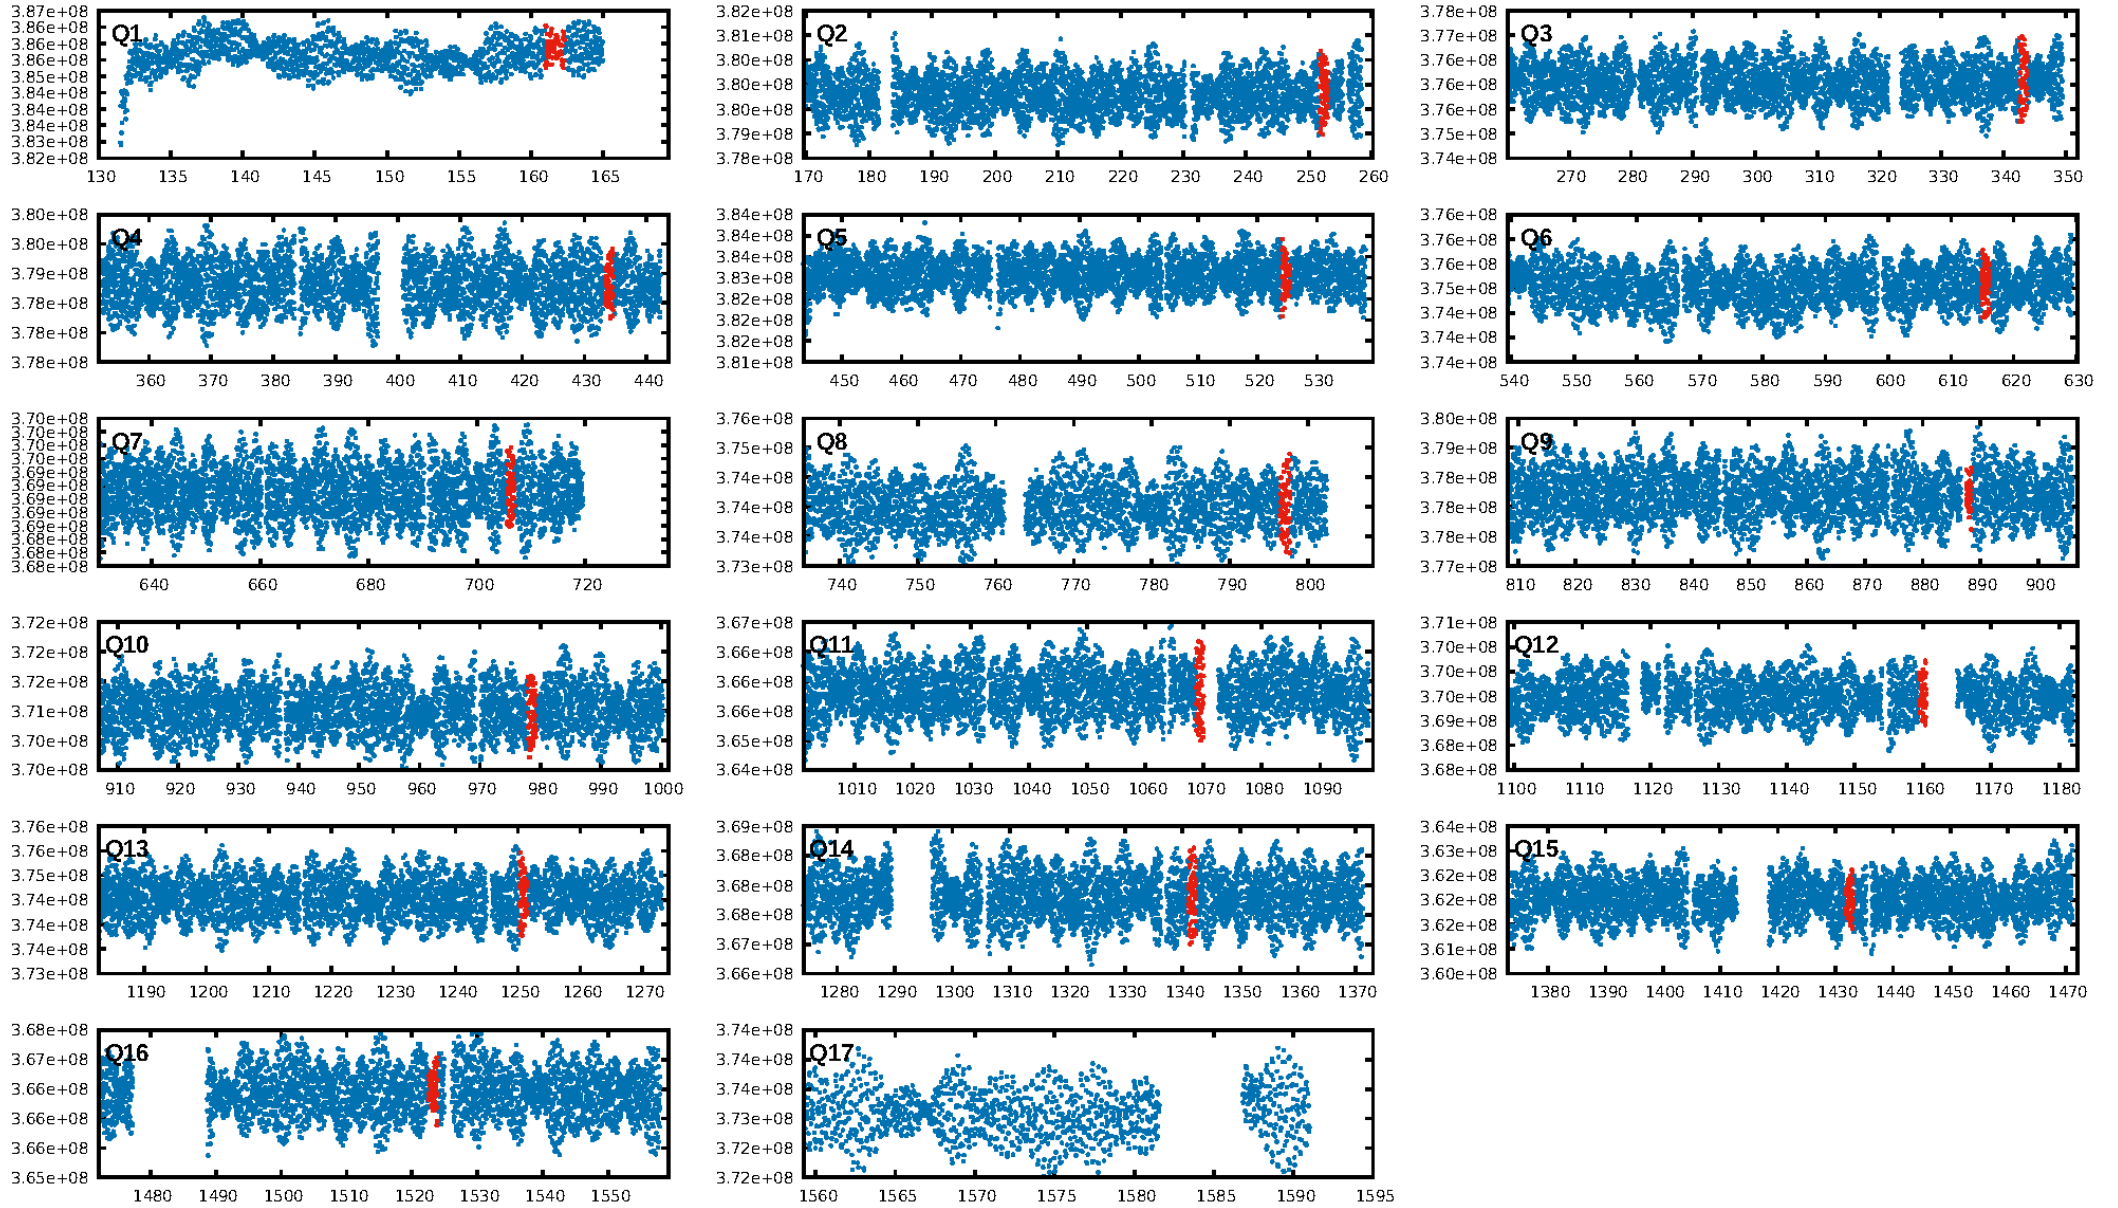 3.87e+08 3.86e+08 3.86e+08 3.85e+08 3.85e+08 3.84e+08 3.84e+08 3.83e+08 3.83e+08 3.82e+08
Q1
130 135 140 145 150 155 160 165
3.82e+08 3.81e+08 3.80e+08 3.80e+08 3.79e+08 3.78e+08
Q2
170 180 190 200 210 220 230 240 250 260
3.78e+08 3.77e+08 3.76e+08 3.76e+08 3.75e+08 3.74e+08
Q3
270 280 290 300 310 320 330 340 350
3.80e+08 3.80e+08 3.79e+08 3.78e+08 3.78e+08 3.78e+08
Q4
360 370 380 390 400 410 420 430 440
3.84e+08 3.84e+08 3.84e+08 3.83e+08 3.82e+08 3.82e+08 3.82e+08 3.81e+08
Q5
450 460 470 480 490 500 510 520 530
3.76e+08 3.76e+08 3.76e+08 3.75e+08 3.74e+08 3.74e+08 3.74e+08
Q6
540 550 560 570 580 590 600 610 620 630
3.70e+08 3.70e+08 3.70e+08 3.70e+08 3.69e+08 3.69e+08 3.69e+08 3.69e+08 3.69e+08 3.68e+08 3.68e+08 3.68e+08
Q7
640 660 680 700 720
3.76e+08 3.75e+08 3.74e+08 3.74e+08 3.74e+08 3.73e+08
Q8
740 750 760 770 780 790 800
3.80e+08 3.79e+08 3.78e+08 3.78e+08 3.78e+08 3.77e+08
Q9
810 820 830 840 850 860 870 880 890 900
3.72e+08 3.72e+08 3.72e+08 3.71e+08 3.70e+08 3.70e+08
Q10
910 920 930 940 950 960 970 980 990 1000
3.67e+08 3.66e+08 3.66e+08 3.66e+08 3.65e+08 3.64e+08
Q11
1010 1020 1030 1040 1050 1060 1070 1080 1090
3.71e+08 3.70e+08 3.70e+08 3.70e+08 3.69e+08 3.68e+08 3.68e+08
Q12
1100 1110 1120 1130 1140 1150 1160 1170 1180
3.76e+08 3.76e+08 3.75e+08 3.74e+08 3.74e+08 3.74e+08 3.73e+08
Q13
1190 1200 1210 1220 1230 1240 1250 1260 1270
3.69e+08 3.68e+08 3.68e+08 3.68e+08 3.67e+08 3.66e+08
Q14
1280 1290 1300 1310 1320 1330 1340 1350 1360 1370
3.64e+08 3.63e+08 3.62e+08 3.62e+08 3.62e+08 3.61e+08 3.60e+08
Q15
1380 1390 1400 1410 1420 1430 1440 1450 1460 1470
3.68e+08 3.67e+08 3.66e+08 3.66e+08 3.66e+08 3.65e+08
Q16
1480 1490 1500 1510 1520 1530 1540 1550
3.74e+08 3.74e+08 3.74e+08 3.73e+08 3.72e+08 3.72e+08
Q17
1560 1565 1570 1575 1580 1585 1590 1595